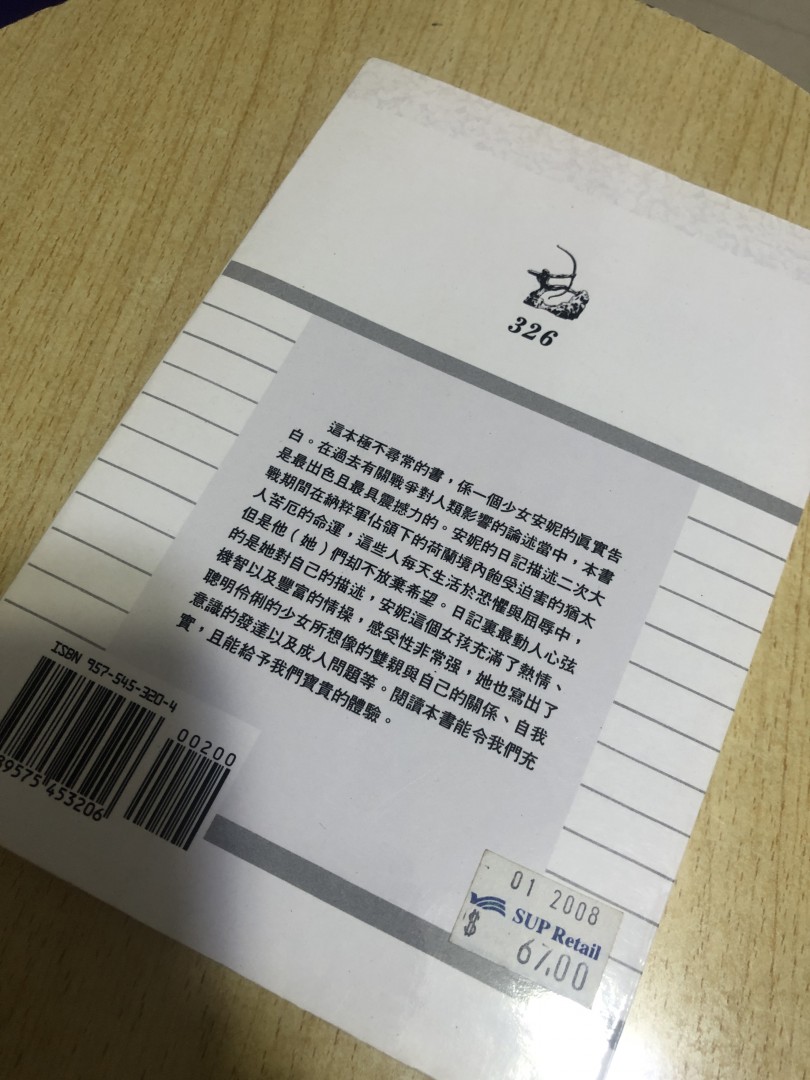 326
這本極不尋常的書，係一個少女安妮的眞實告
白。在過去有關戰爭對人類影響的論述當中，本書
是最出色且最具震撼力的。安妮的日記描述二次大
戰期間在納粹軍佔領下的荷蘭境內飽受迫害的猶太
人苦厄的命運，這些人每天生活於恐懼與屈辱中，
但是他（她）們却不放棄希望。日記裏最動人心弦
的是她對自己的描述，安妮這個女孩充滿了熱情、
機智以及豐富的情操，感受性非常强，她也寫出了
聰明伶俐的少女所想像的雙親與自己的關係、自我
意識的發達以及成人問題等。閱讀本書能令我們充
實，且能給予我們寶貴的體驗。
ISBN 957-545-320-4
00200
89575 453206
01 2008
SUP Retail
$ 67.00